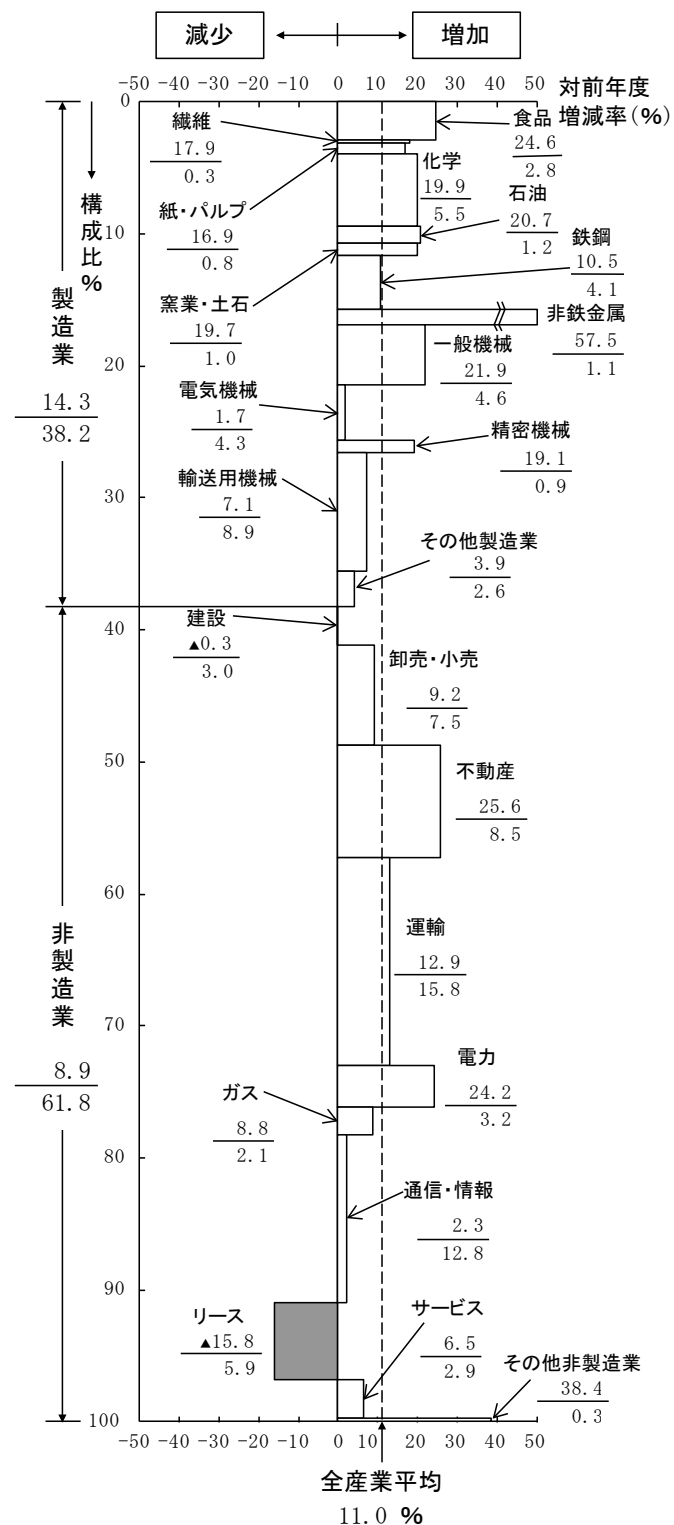 減少 増加
-50 -40 -30 -20 -10 0 10 20 30 40 50
対前年度
増減率(%)
0
10
20
30
40
50
60
70
80
90
100
構成比%
製造業
14.3
38.2
非製造業
8.9
61.8
食品
24.6
2.8
繊維
17.9
0.3
紙・パルプ
16.9
0.8
化学
19.9
5.5
石油
20.7
1.2
窯業・土石
19.7
1.0
鉄鋼
10.5
4.1
非鉄金属
57.5
1.1
一般機械
21.9
4.6
電気機械
1.7
4.3
精密機械
19.1
0.9
輸送用機械
7.1
8.9
その他製造業
3.9
2.6
建設
▲0.3
3.0
卸売・小売
9.2
7.5
不動産
25.6
8.5
運輸
12.9
15.8
電力
24.2
3.2
ガス
8.8
2.1
通信・情報
2.3
12.8
リース
▲15.8
5.9
サービス
6.5
2.9
その他非製造業
38.4
0.3
-50 -40 -30 -20 -10 0 10 20 30 40 50
全産業平均
11.0 %